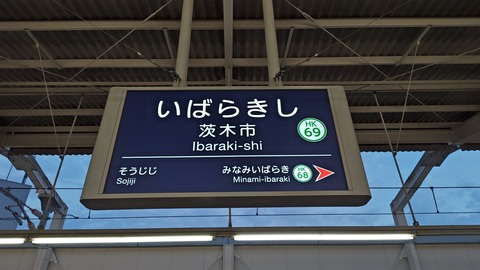 いばらきし
茨木市
Ibaraki-shi
HK
69
そうじじ
Sojiji
みなみいばらき
Minami-ibaraki
HK
68